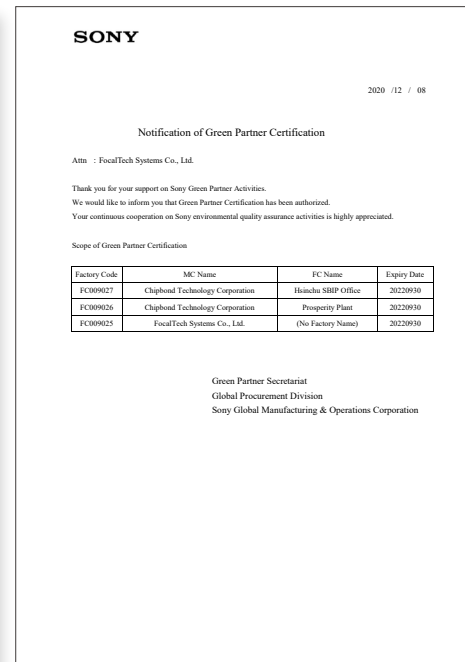 SONY
2020 /12 / 08
Notification of Green Partner Certification
Attn : FocalTech Systems Co., Ltd.
Thank you for your support on Sony Green Partner Activities.
We would like to inform you that Green Partner Certification has been authorized.
Your continuous cooperation on Sony environmental quality assurance activities is highly appreciated.
Scope of Green Partner Certification
Factory Code MC Name FC Name Expiry Date
FC009027 Chipbond Technology Corporation Hsinchu SBIP Office 20220930
FC009026 Chipbond Technology Corporation Prosperity Plant 20220930
FC009025 FocalTech Systems Co., Ltd. (No Factory Name) 20220930
Green Partner Secretariat
Global Procurement Division
Sony Global Manufacturing & Operations Corporation